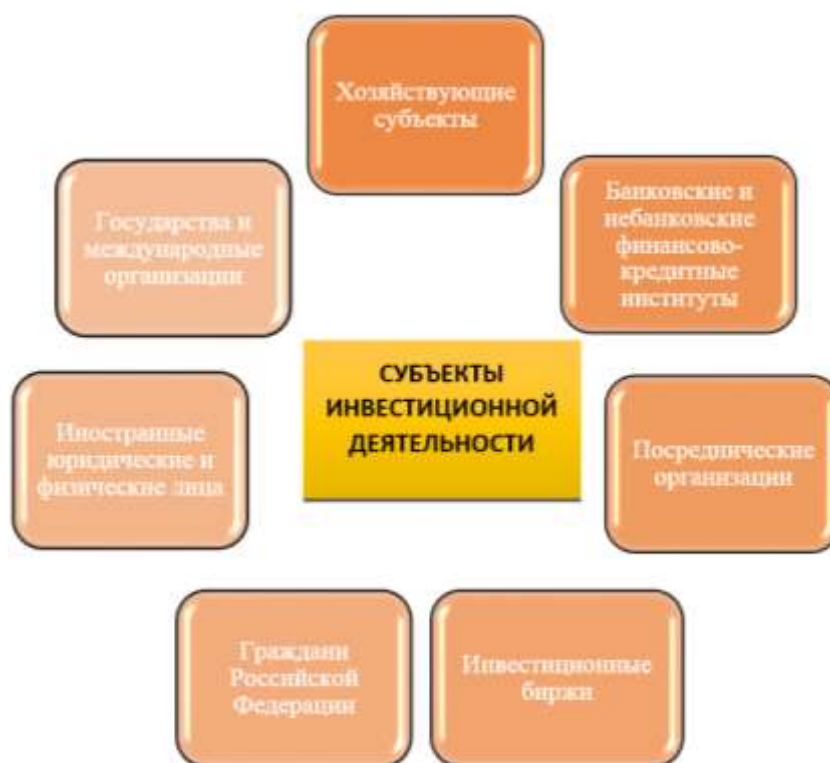 Хозяйствующие
субъекты
Банковские и
небанковские
финансово-
кредитные
институты
Посреднические
организации
Инвестиционные
биржи
Граждани
Российской
Федерации
Иностранные
юридические и
физические лица
Государства и
международные
организации
СУБЪЕКТЫ
ИНВЕСТИЦИОННОЙ
ДЕЯТЕЛЬНОСТИ